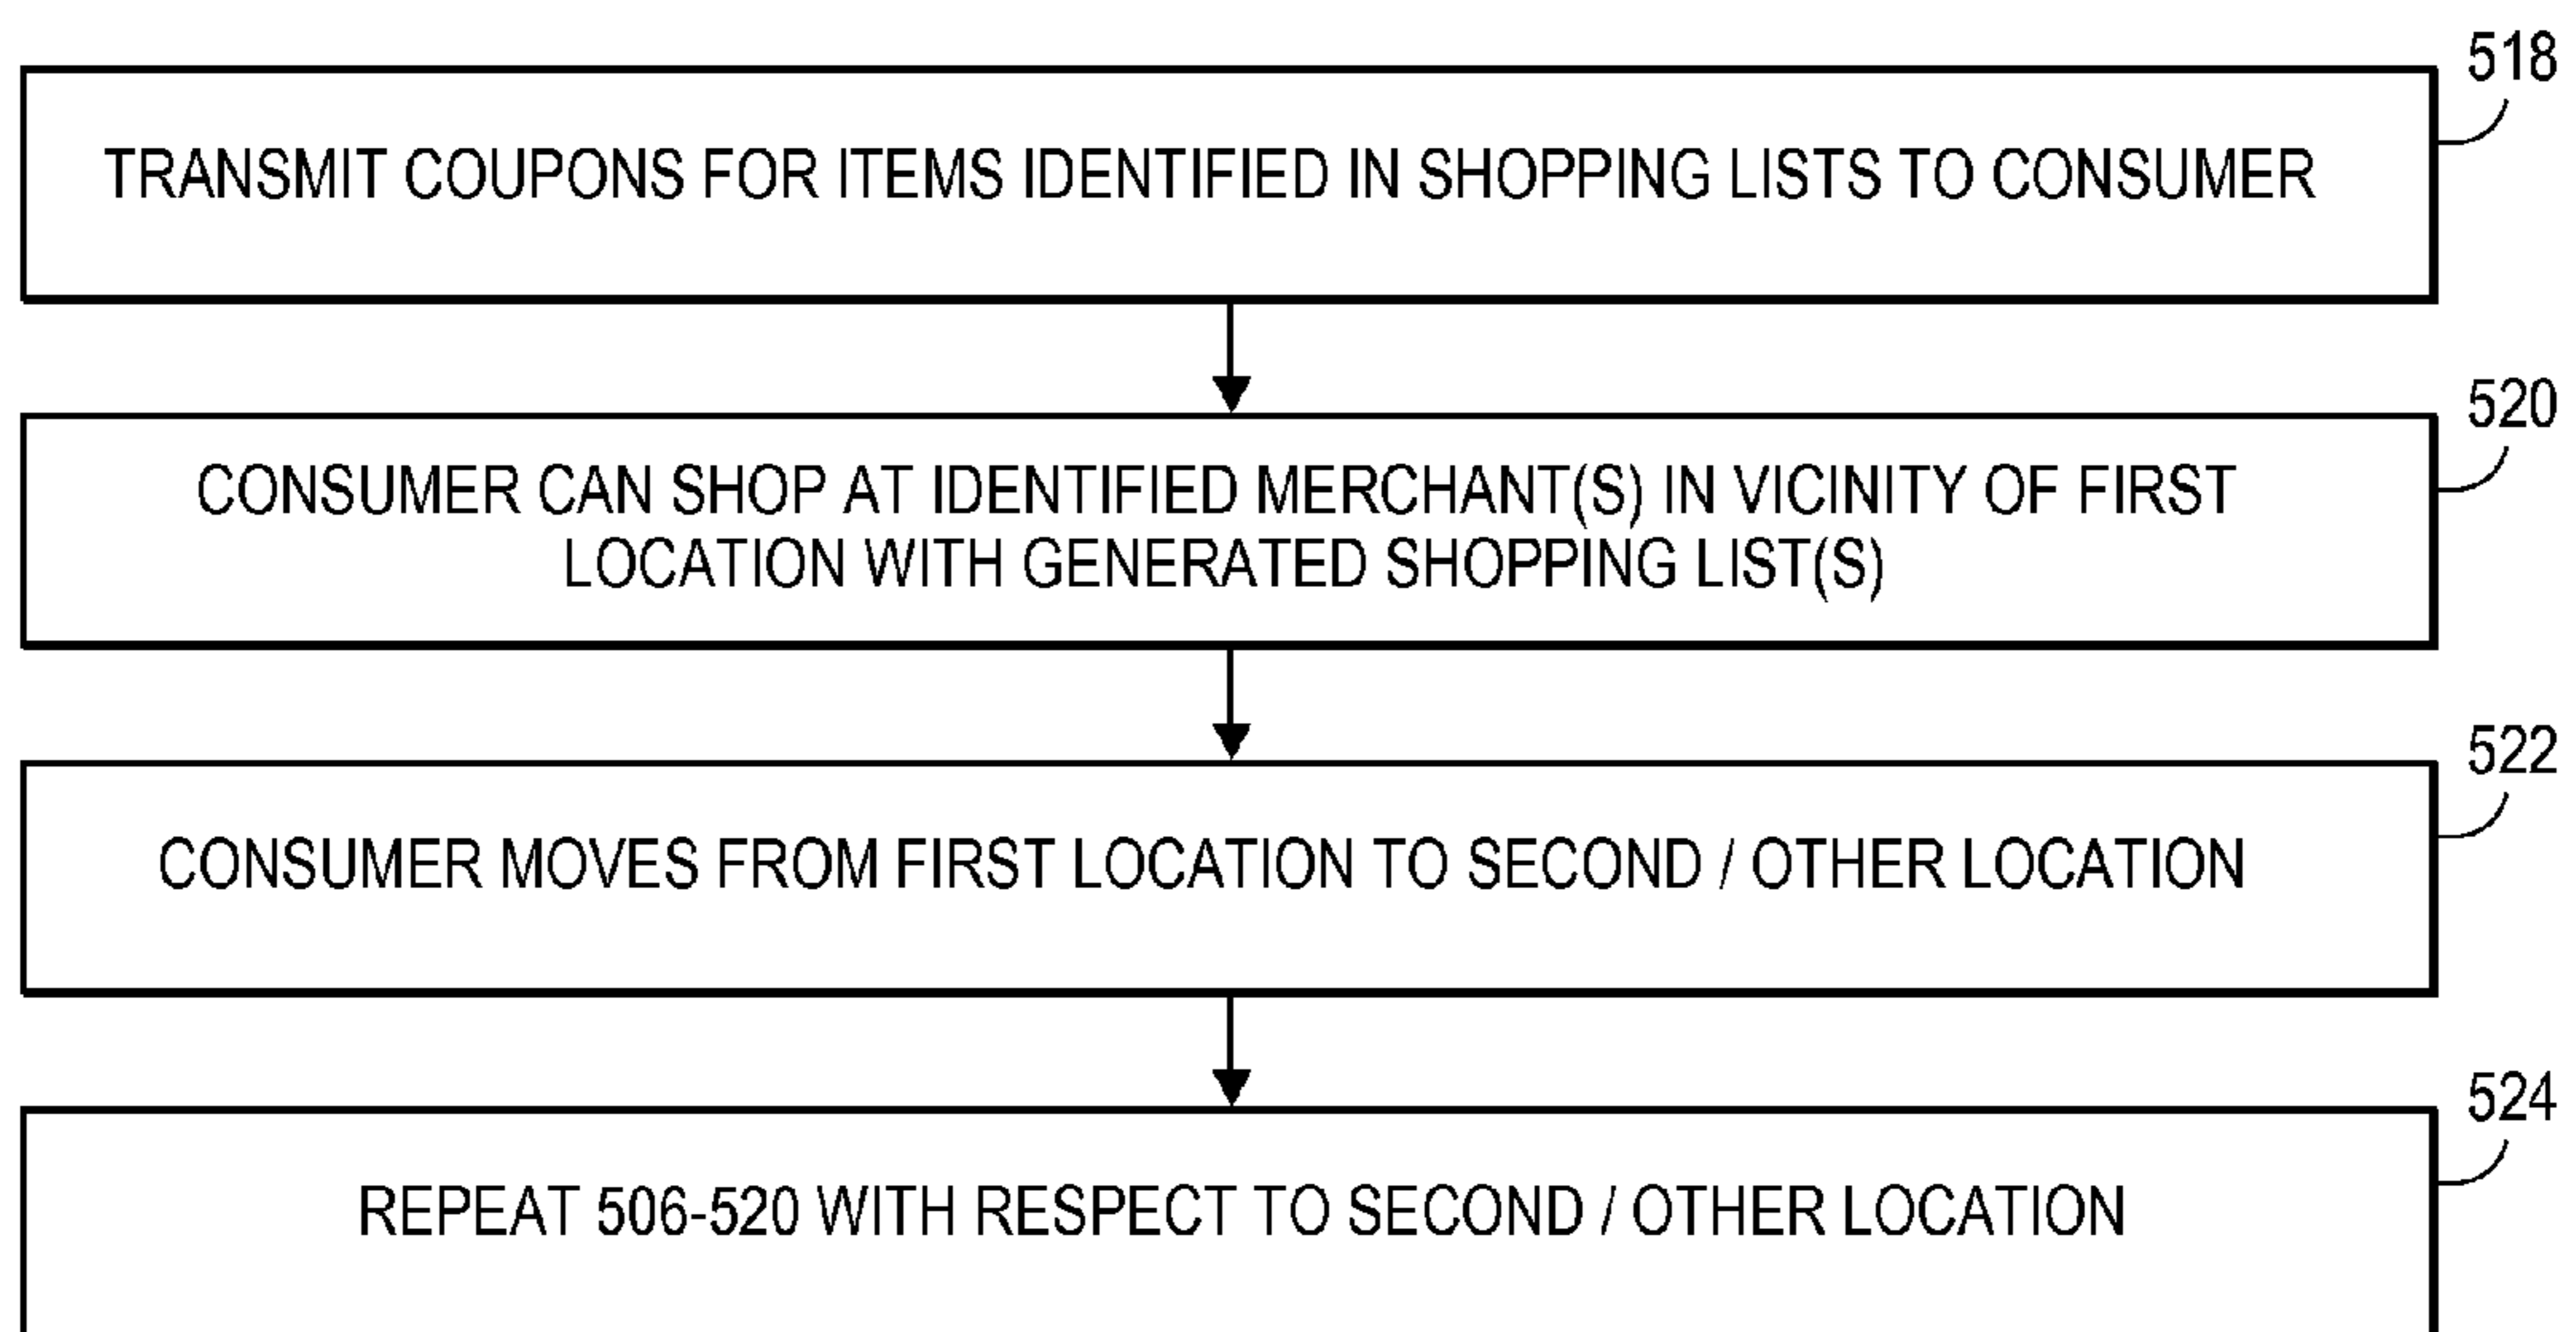 518
TRANSMIT COUPONS FOR ITEMS IDENTIFIED IN SHOPPING LISTS TO CONSUMER
520
CONSUMER CAN SHOP AT IDENTIFIED MERCHANT(S) IN VICINITY OF FIRST
LOCATION WITH GENERATED SHOPPING LIST(S)
522
CONSUMER MOVES FROM FIRST LOCATION TO SECOND / OTHER LOCATION
524
REPEAT 506-520 WITH RESPECT TO SECOND / OTHER LOCATION